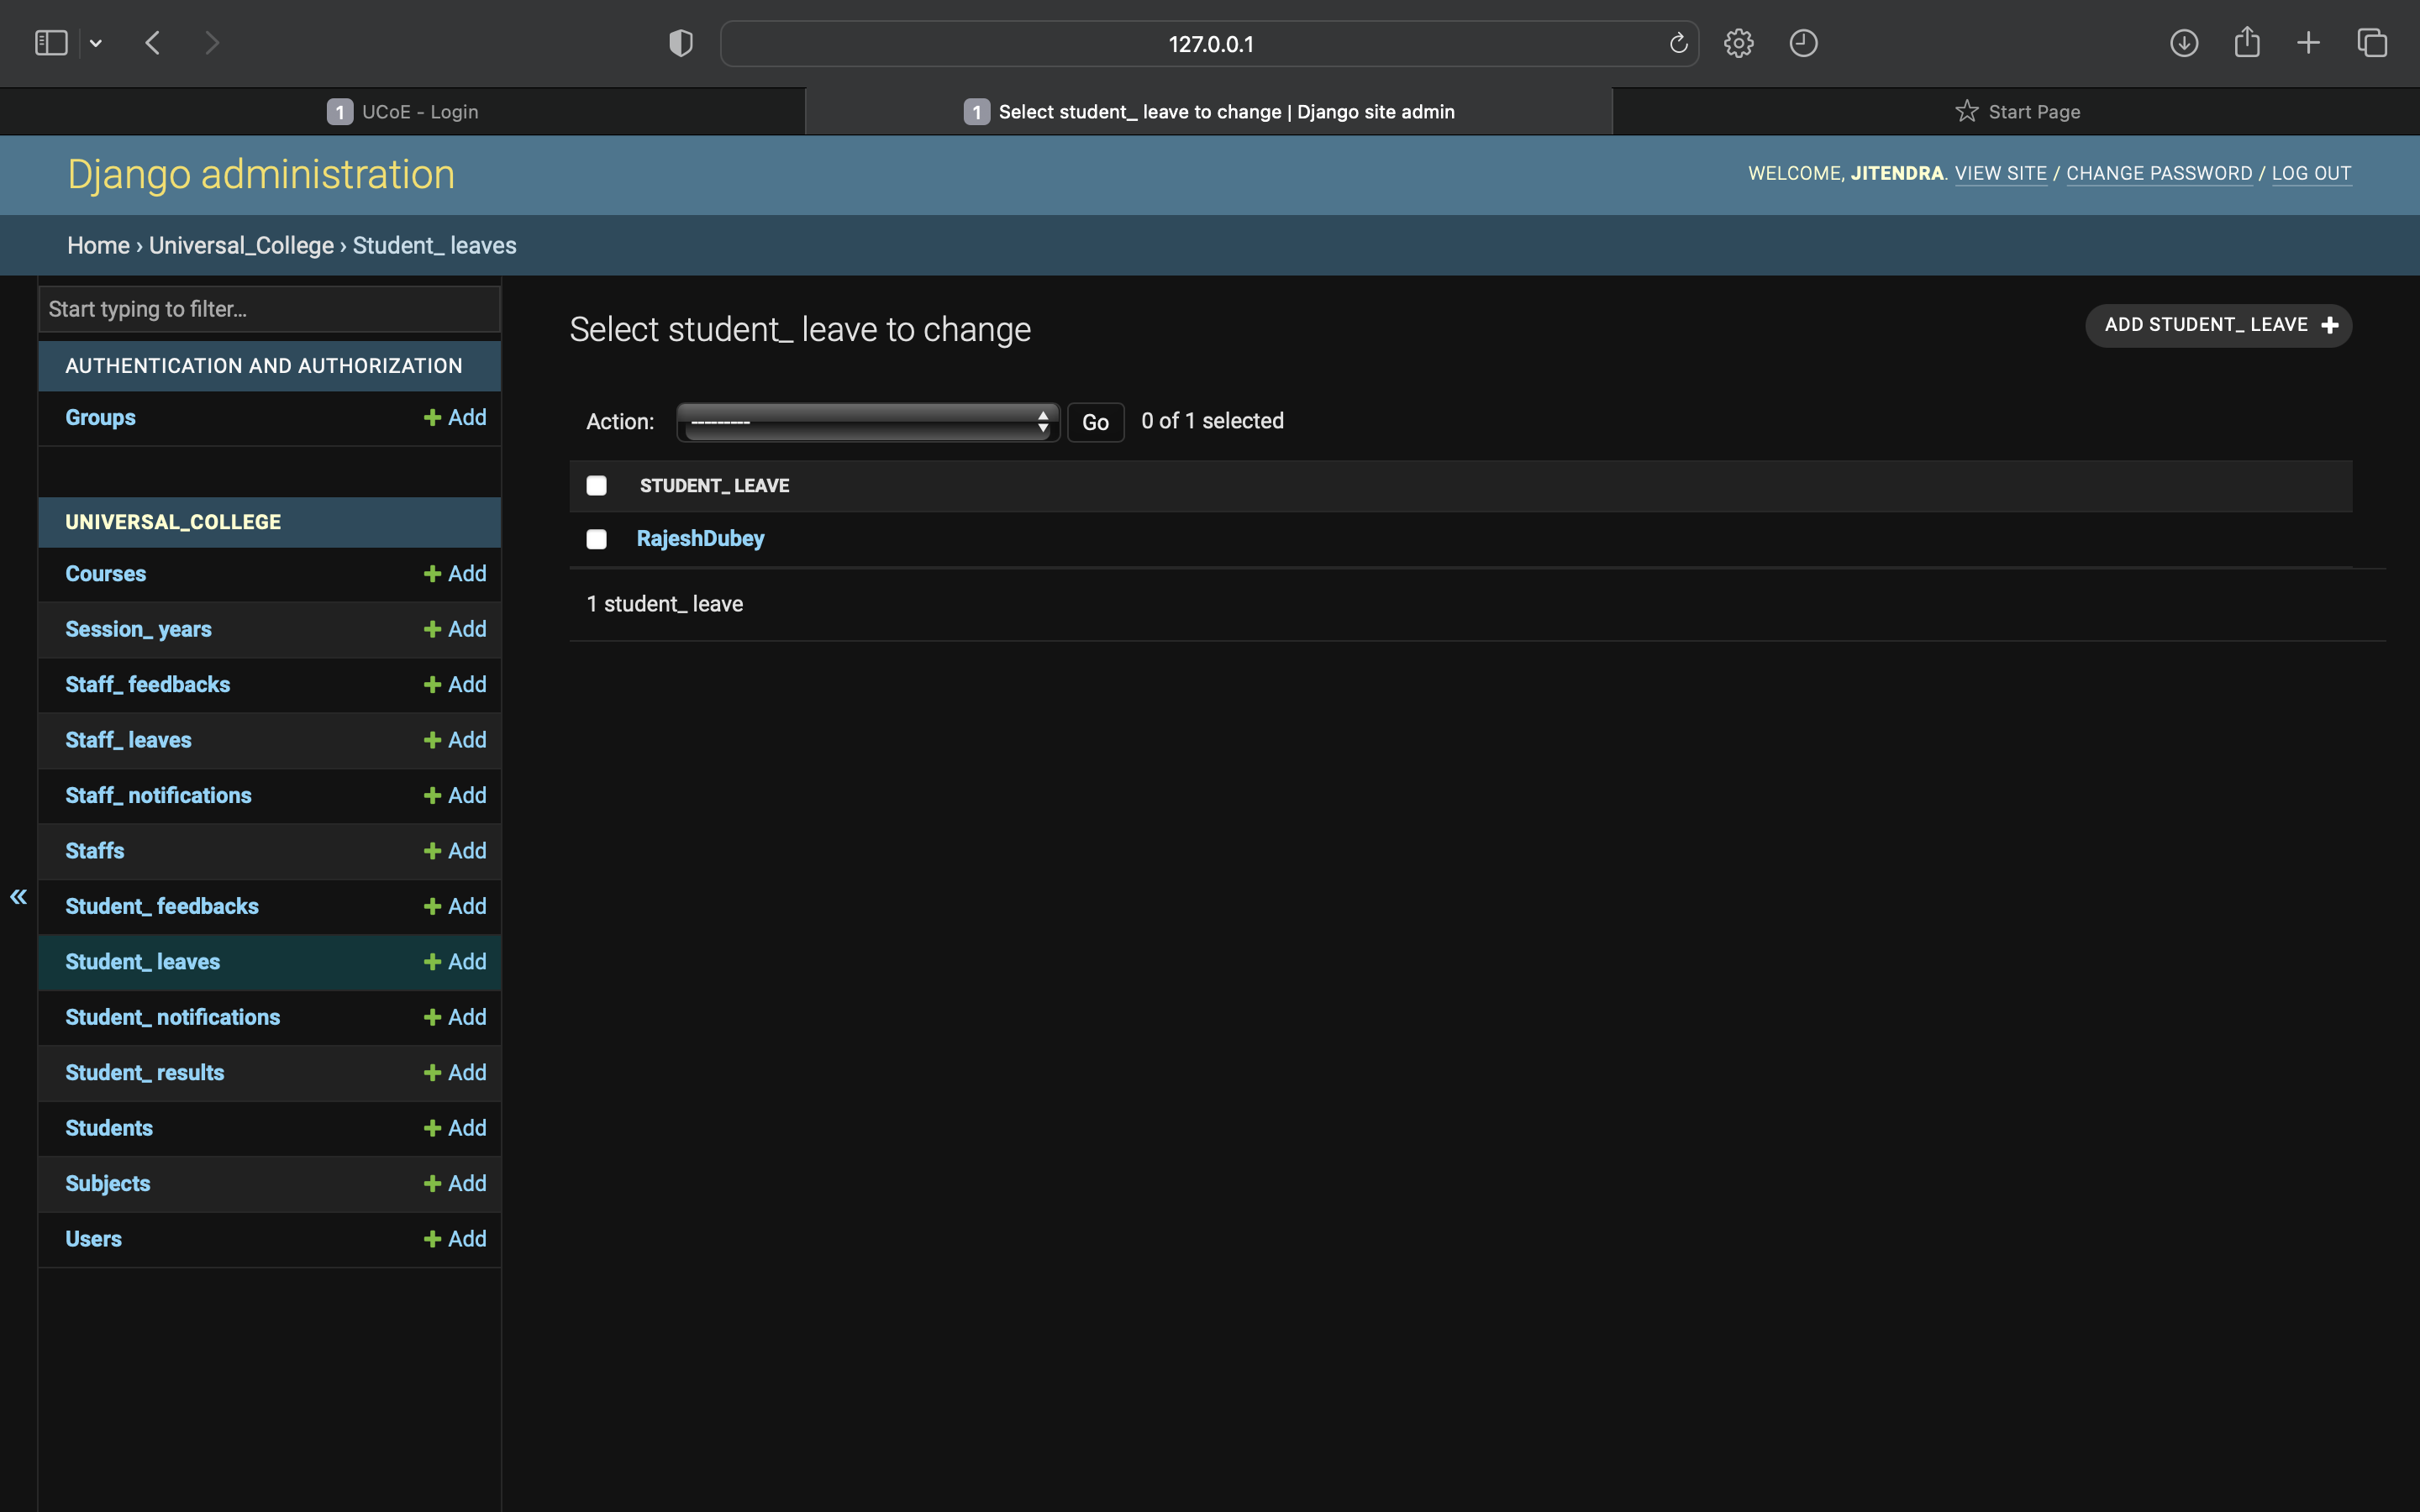 127.0.0.1
1 UCoE - Login
1 Select student_ leave to change | Django site admin
Start Page
Django administration
WELCOME, JITENDRA. VIEW SITE / CHANGE PASSWORD / LOG OUT
Home › Universal_College › Student_ leaves
Start typing to filter...
AUTHENTICATION AND AUTHORIZATION
Groups + Add
UNIVERSAL_COLLEGE
Courses + Add
Session_ years + Add
Staff_ feedbacks + Add
Staff_ leaves + Add
Staff_ notifications + Add
Staffs + Add
«
Student_ feedbacks + Add
Student_ leaves + Add
Student_ notifications + Add
Student_ results + Add
Students + Add
Subjects + Add
Users + Add
Select student_ leave to change
ADD STUDENT_ LEAVE +
Action: --------- Go 0 of 1 selected
STUDENT_ LEAVE
RajeshDubey
1 student_ leave